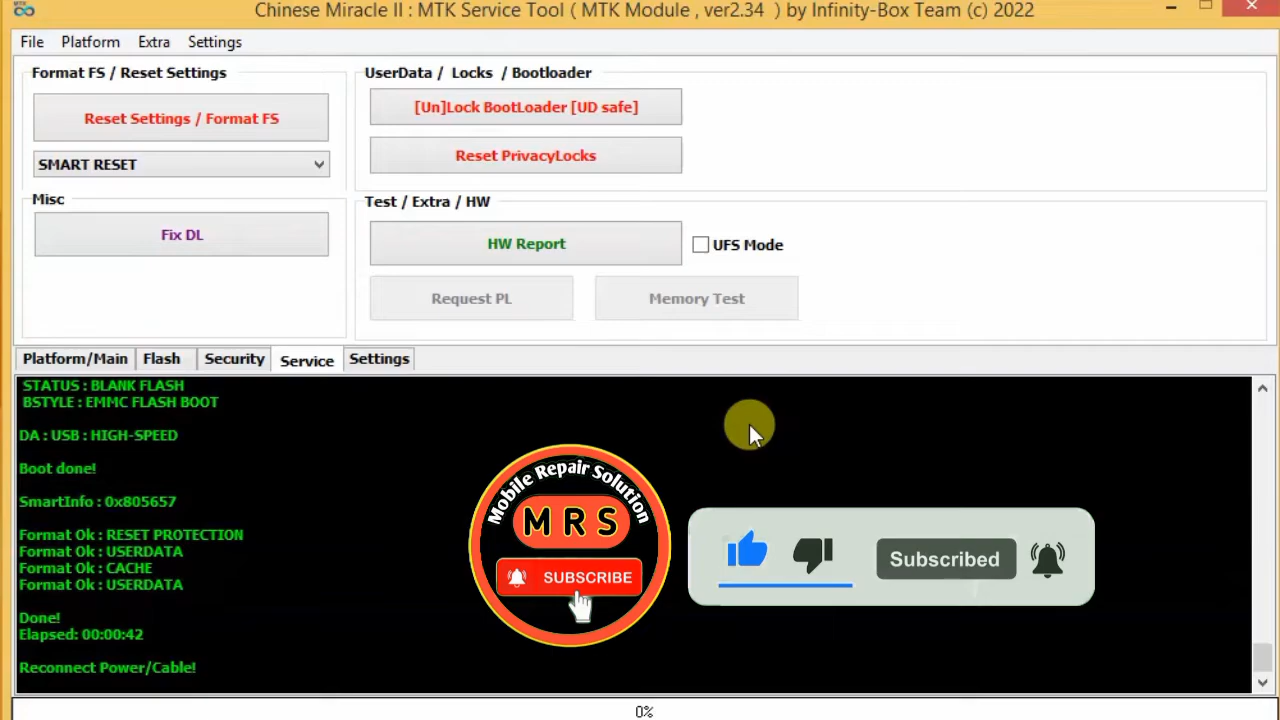 Chinese Miracle II : MTK Service Tool ( MTK Module , ver2.34 ) by Infinity-Box Team (c) 2022
File Platform Extra Settings
Format FS / Reset Settings
Reset Settings / Format FS
SMART RESET
Misc
Fix DL
UserData / Locks / Bootloader
[Un]Lock BootLoader [UD safe]
Reset PrivacyLocks
Test / Extra / HW
HW Report
UFS Mode
Request PL
Memory Test
Platform/Main Flash Security Service Settings
STATUS : BLANK FLASH
BSTYLE : EMMC FLASH BOOT
DA : USB : HIGH-SPEED
Boot done!
SmartInfo : 0x805657
Format Ok : RESET PROTECTION
Format Ok : USERDATA
Format Ok : CACHE
Format Ok : USERDATA
Done!
Elapsed: 00:00:42
Reconnect Power/Cable!
Mobile Repair Solution
MRS
SUBSCRIBE
Subscribed
0%